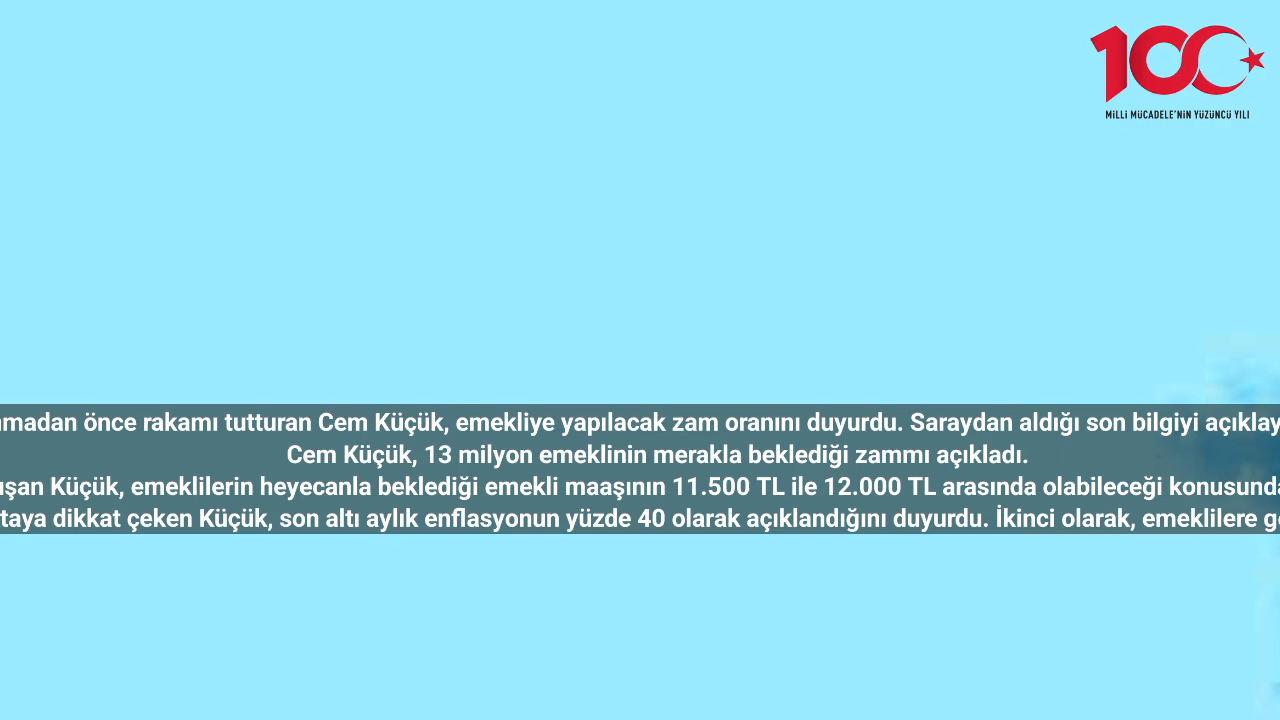 100
MİLLİ MÜCADELE'NİN YÜZÜNCÜ YILI
önce rakamı tutturan Cem Küçük, emekliye yapılacak zam oranını duyurdu. Saraydan aldığı son bilgiyi
Cem Küçük, 13 milyon emeklinin merakla beklediği zammı açıkladı.
Küçük, emeklilerin heyecanla beklediği emekli maaşının 11.500 TL ile 12.000 TL arasında olabileceği
dikkat çeken Küçük, son altı aylık enflasyonun yüzde 40 olarak açıklandığını duyurdu. İkinci olarak, emeklilere